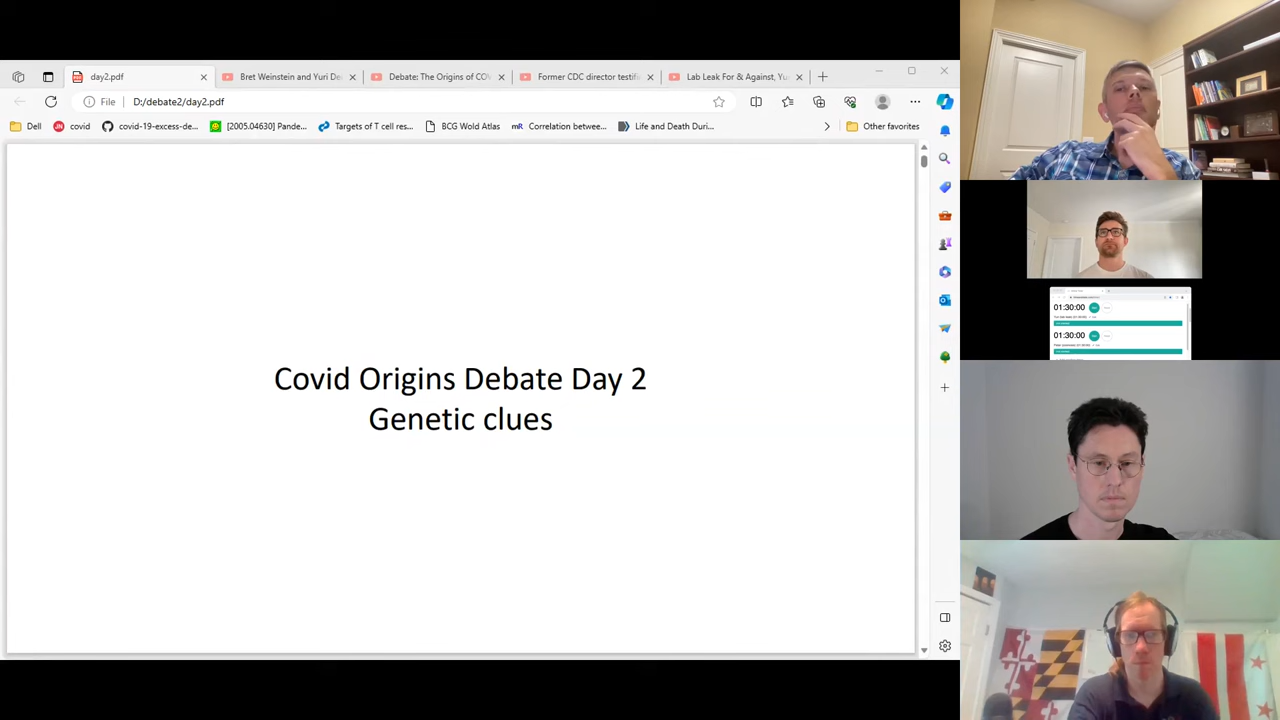 day2.pdf
Bret Weinstein and Yuri De
Debate: The Origins of CO
Former CDC director testifi
Lab Leak For & Against, Yu
File
D:/debate2/day2.pdf
Dell
covid
covid-19-excess-de...
[2005.04630] Pande...
Targets of T cell res...
BCG Wold Atlas
mR
Correlation betwee...
Life and Death Duri...
Other favorites
Covid Origins Debate Day 2
Genetic clues
01:30:00
01:30:00